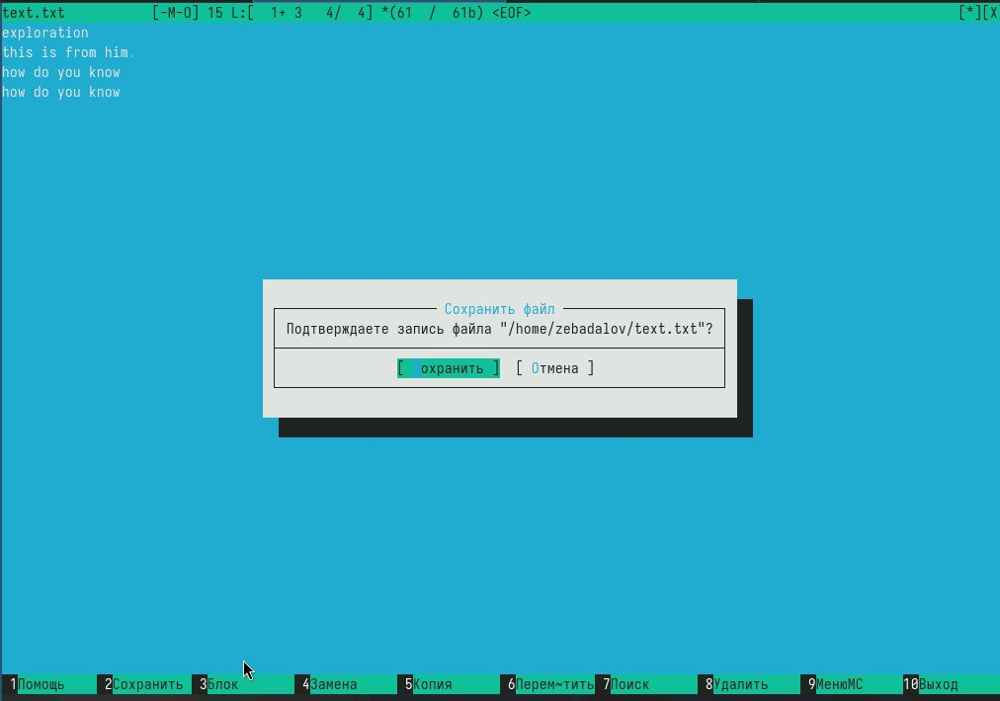 text.txt [-M-O] 15 L:[ 1+ 3 4/ 4] *(61 / 61b) <EOF> [*][X
exploration
this is from him.
how do you know
how do you know
Сохранить файл
Подтверждаете запись файла "/home/zebadalov/text.txt"?
[ Сохранить ] [ Отмена ]
1Помощь 2Сохранить 3Блок 4Замена 5Копия 6Перем~тить 7Поиск 8Удалить 9МенюMC 10Выход